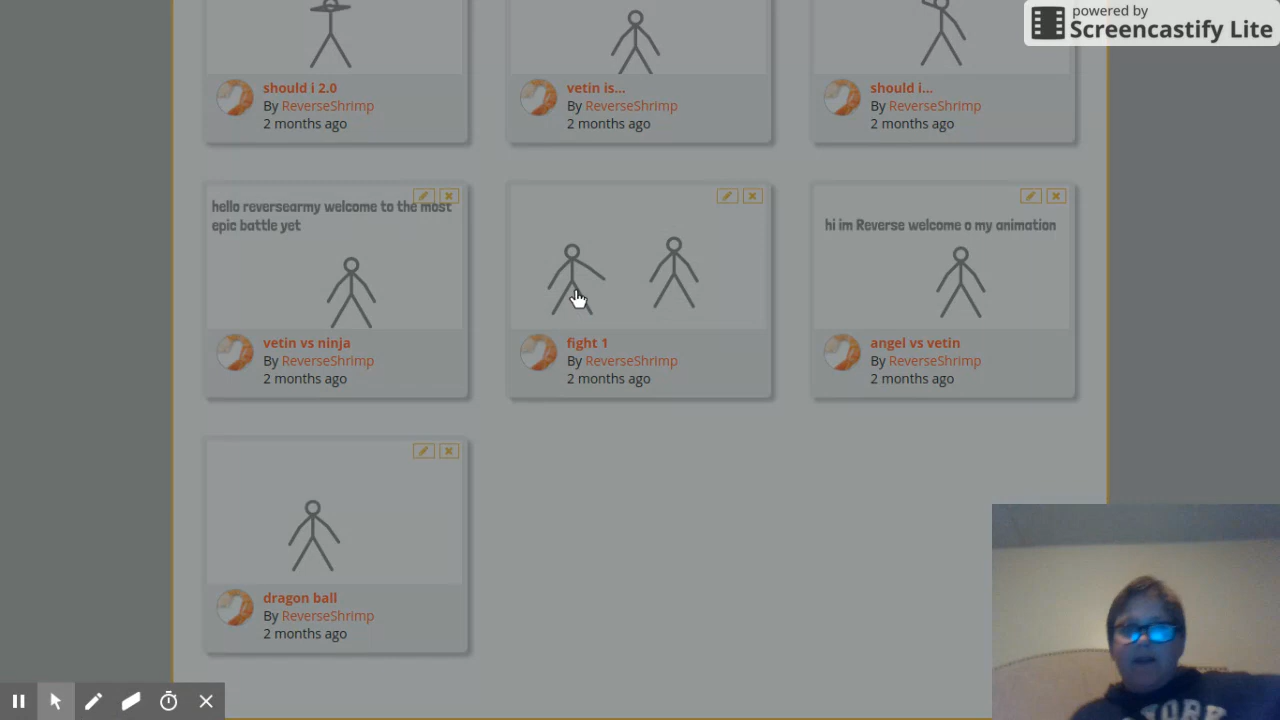 powered by
Screencastify Lite
should i 2.0
By ReverseShrimp
2 months ago
vetin is...
By ReverseShrimp
2 months ago
should i...
By ReverseShrimp
2 months ago
hello reversearmy welcome to the most
epic battle yet
vetin vs ninja
By ReverseShrimp
2 months ago
fight 1
By ReverseShrimp
2 months ago
hi im Reverse welcome o my animation
angel vs vetin
By ReverseShrimp
2 months ago
dragon ball
By ReverseShrimp
2 months ago